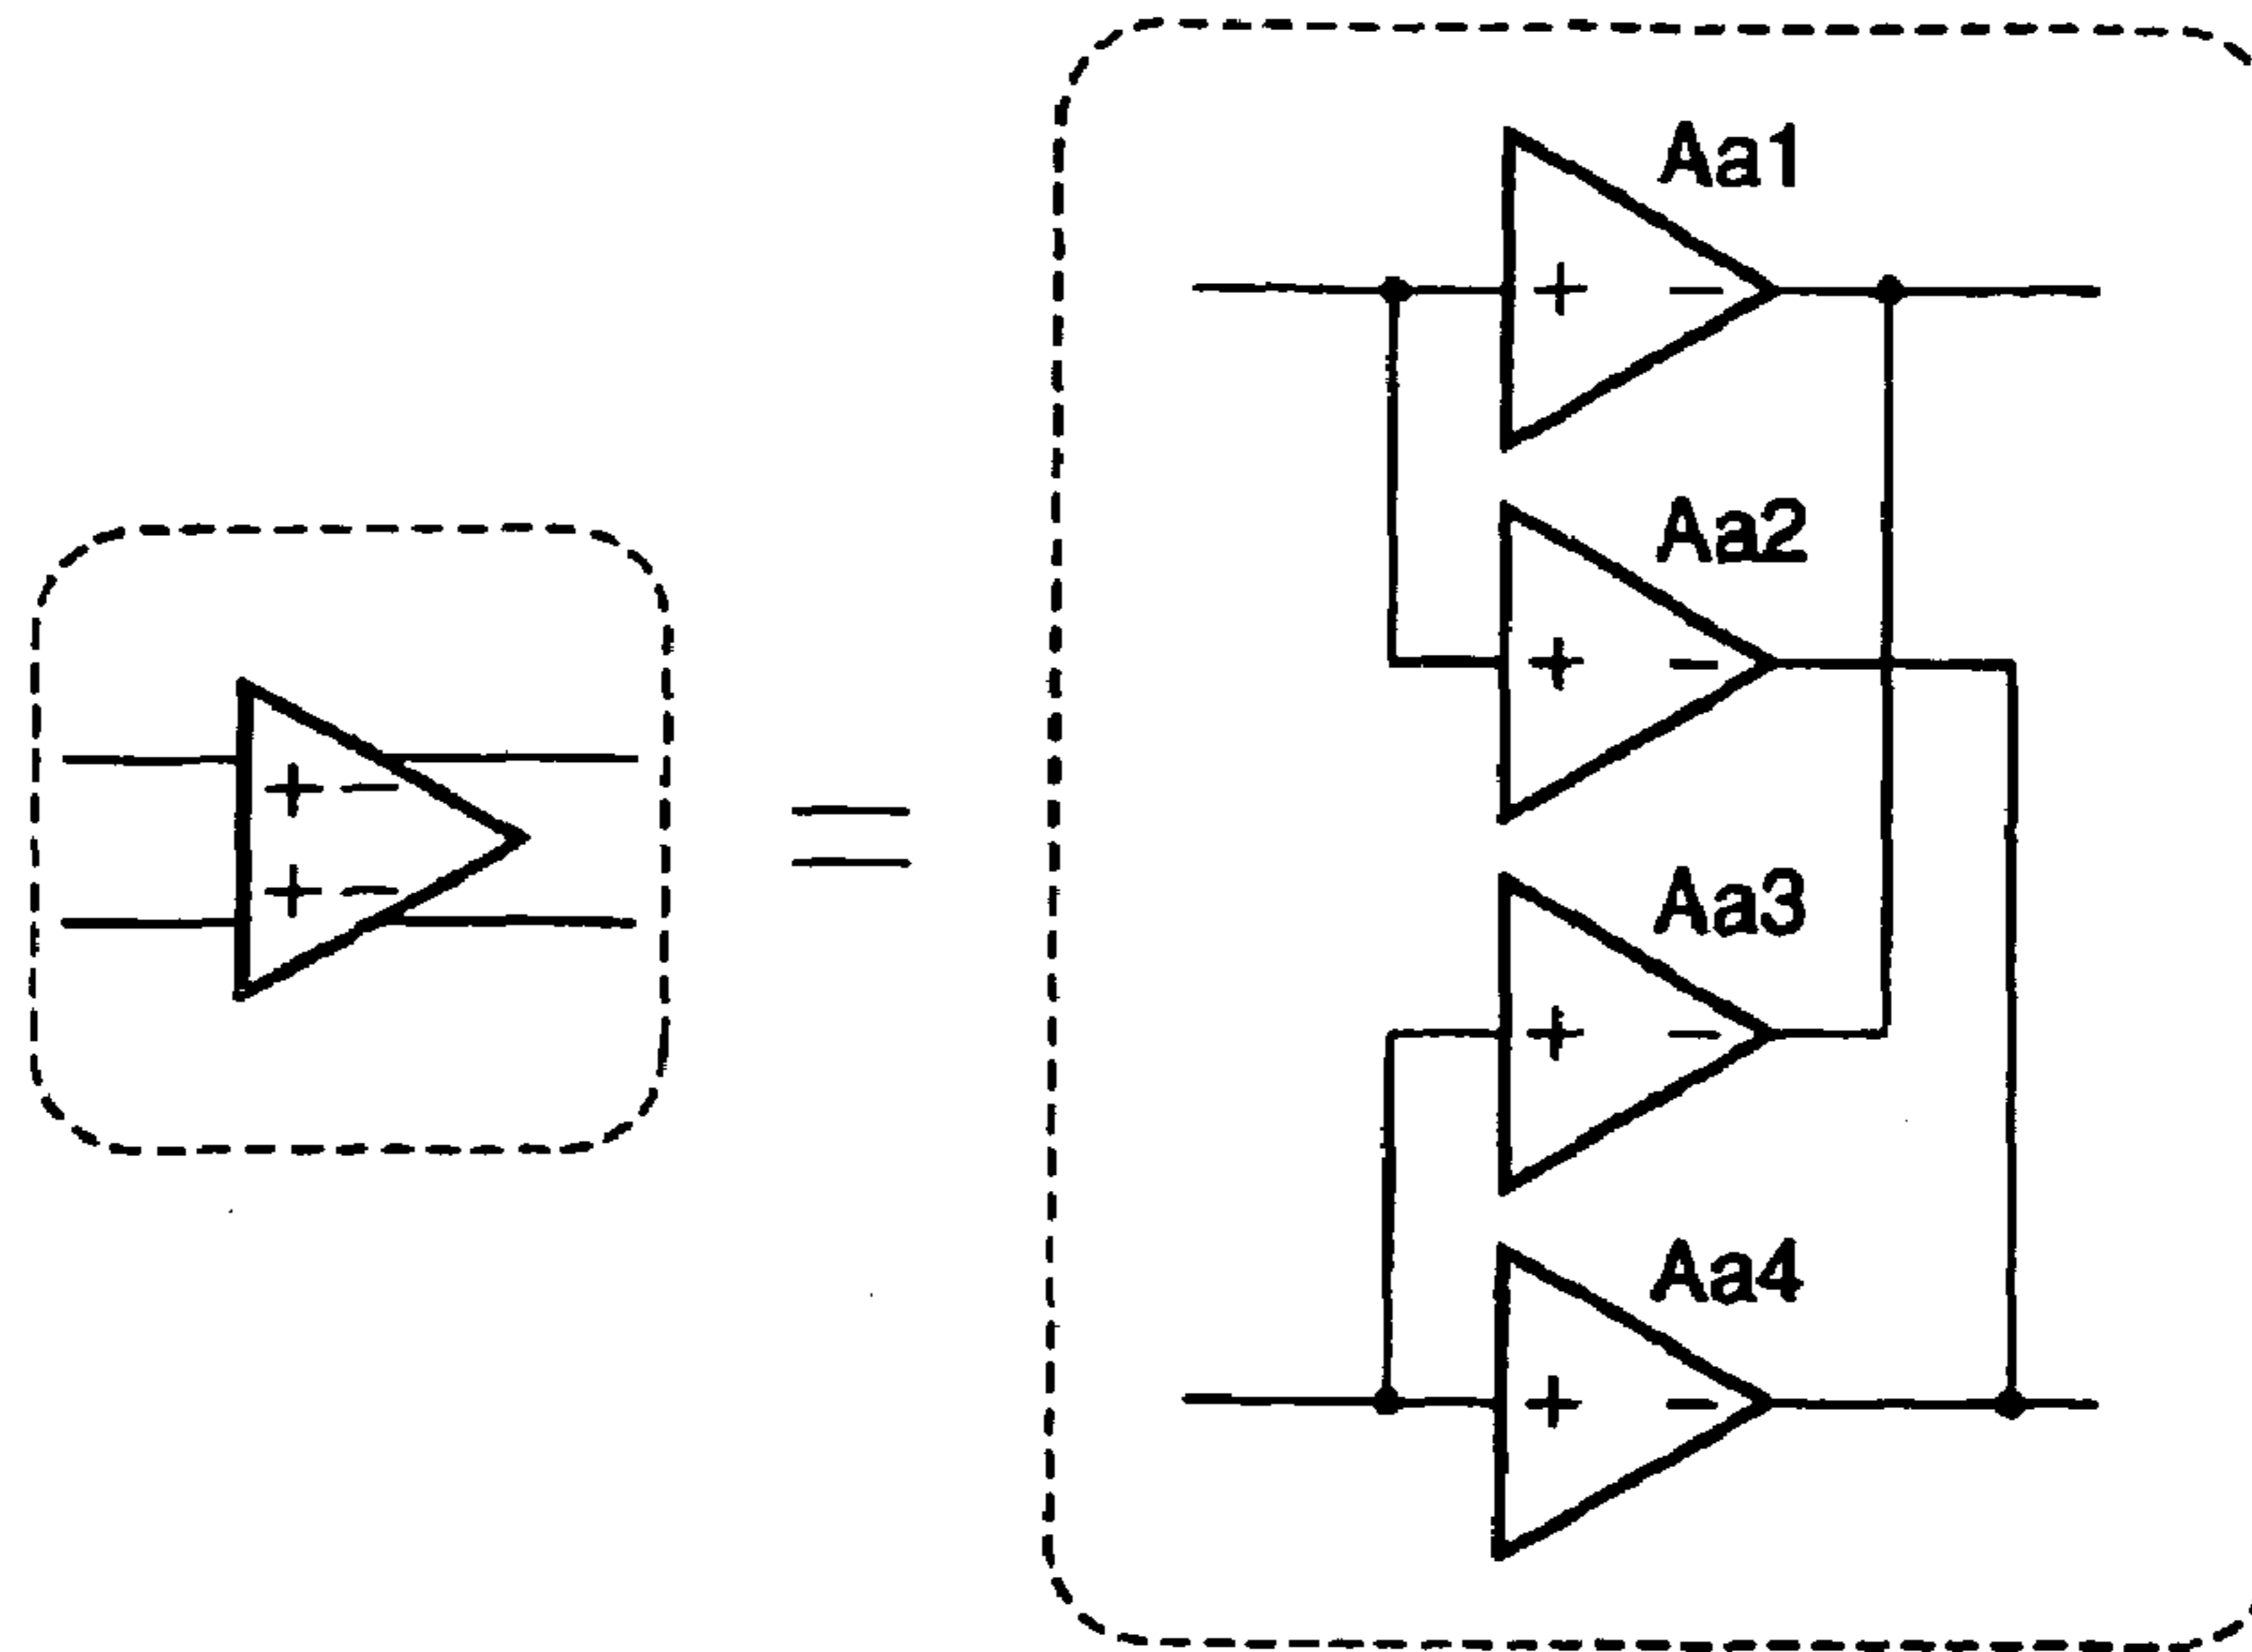 Aa1
+ −
Aa2
+ −
+ −
+ −
=
Aa3
+ −
Aa4
+ −